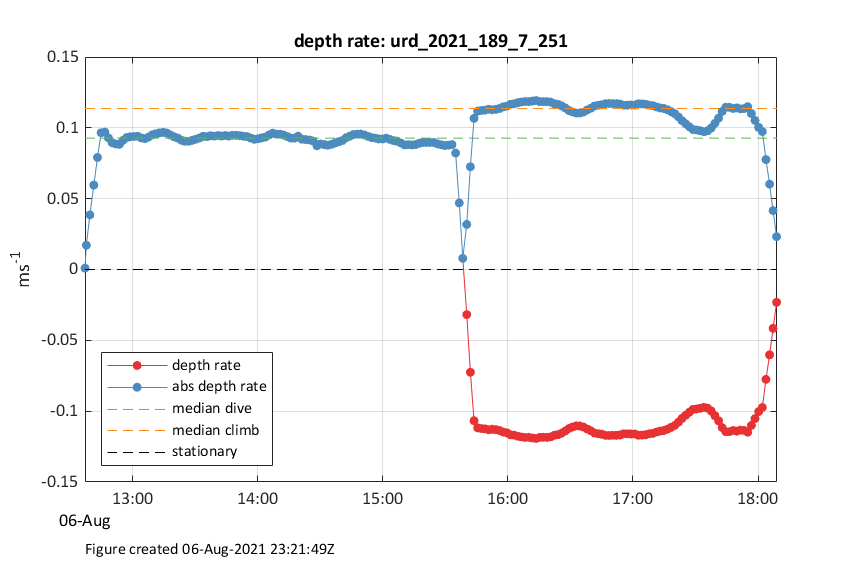 depth rate: urd_2021_189_7_251
0.15
0.1
0.05
0
-0.05
-0.1
-0.15
ms-1
depth rate
abs depth rate
median dive
median climb
stationary
13:00 14:00 15:00 16:00 17:00 18:00
06-Aug
Figure created 06-Aug-2021 23:21:49Z